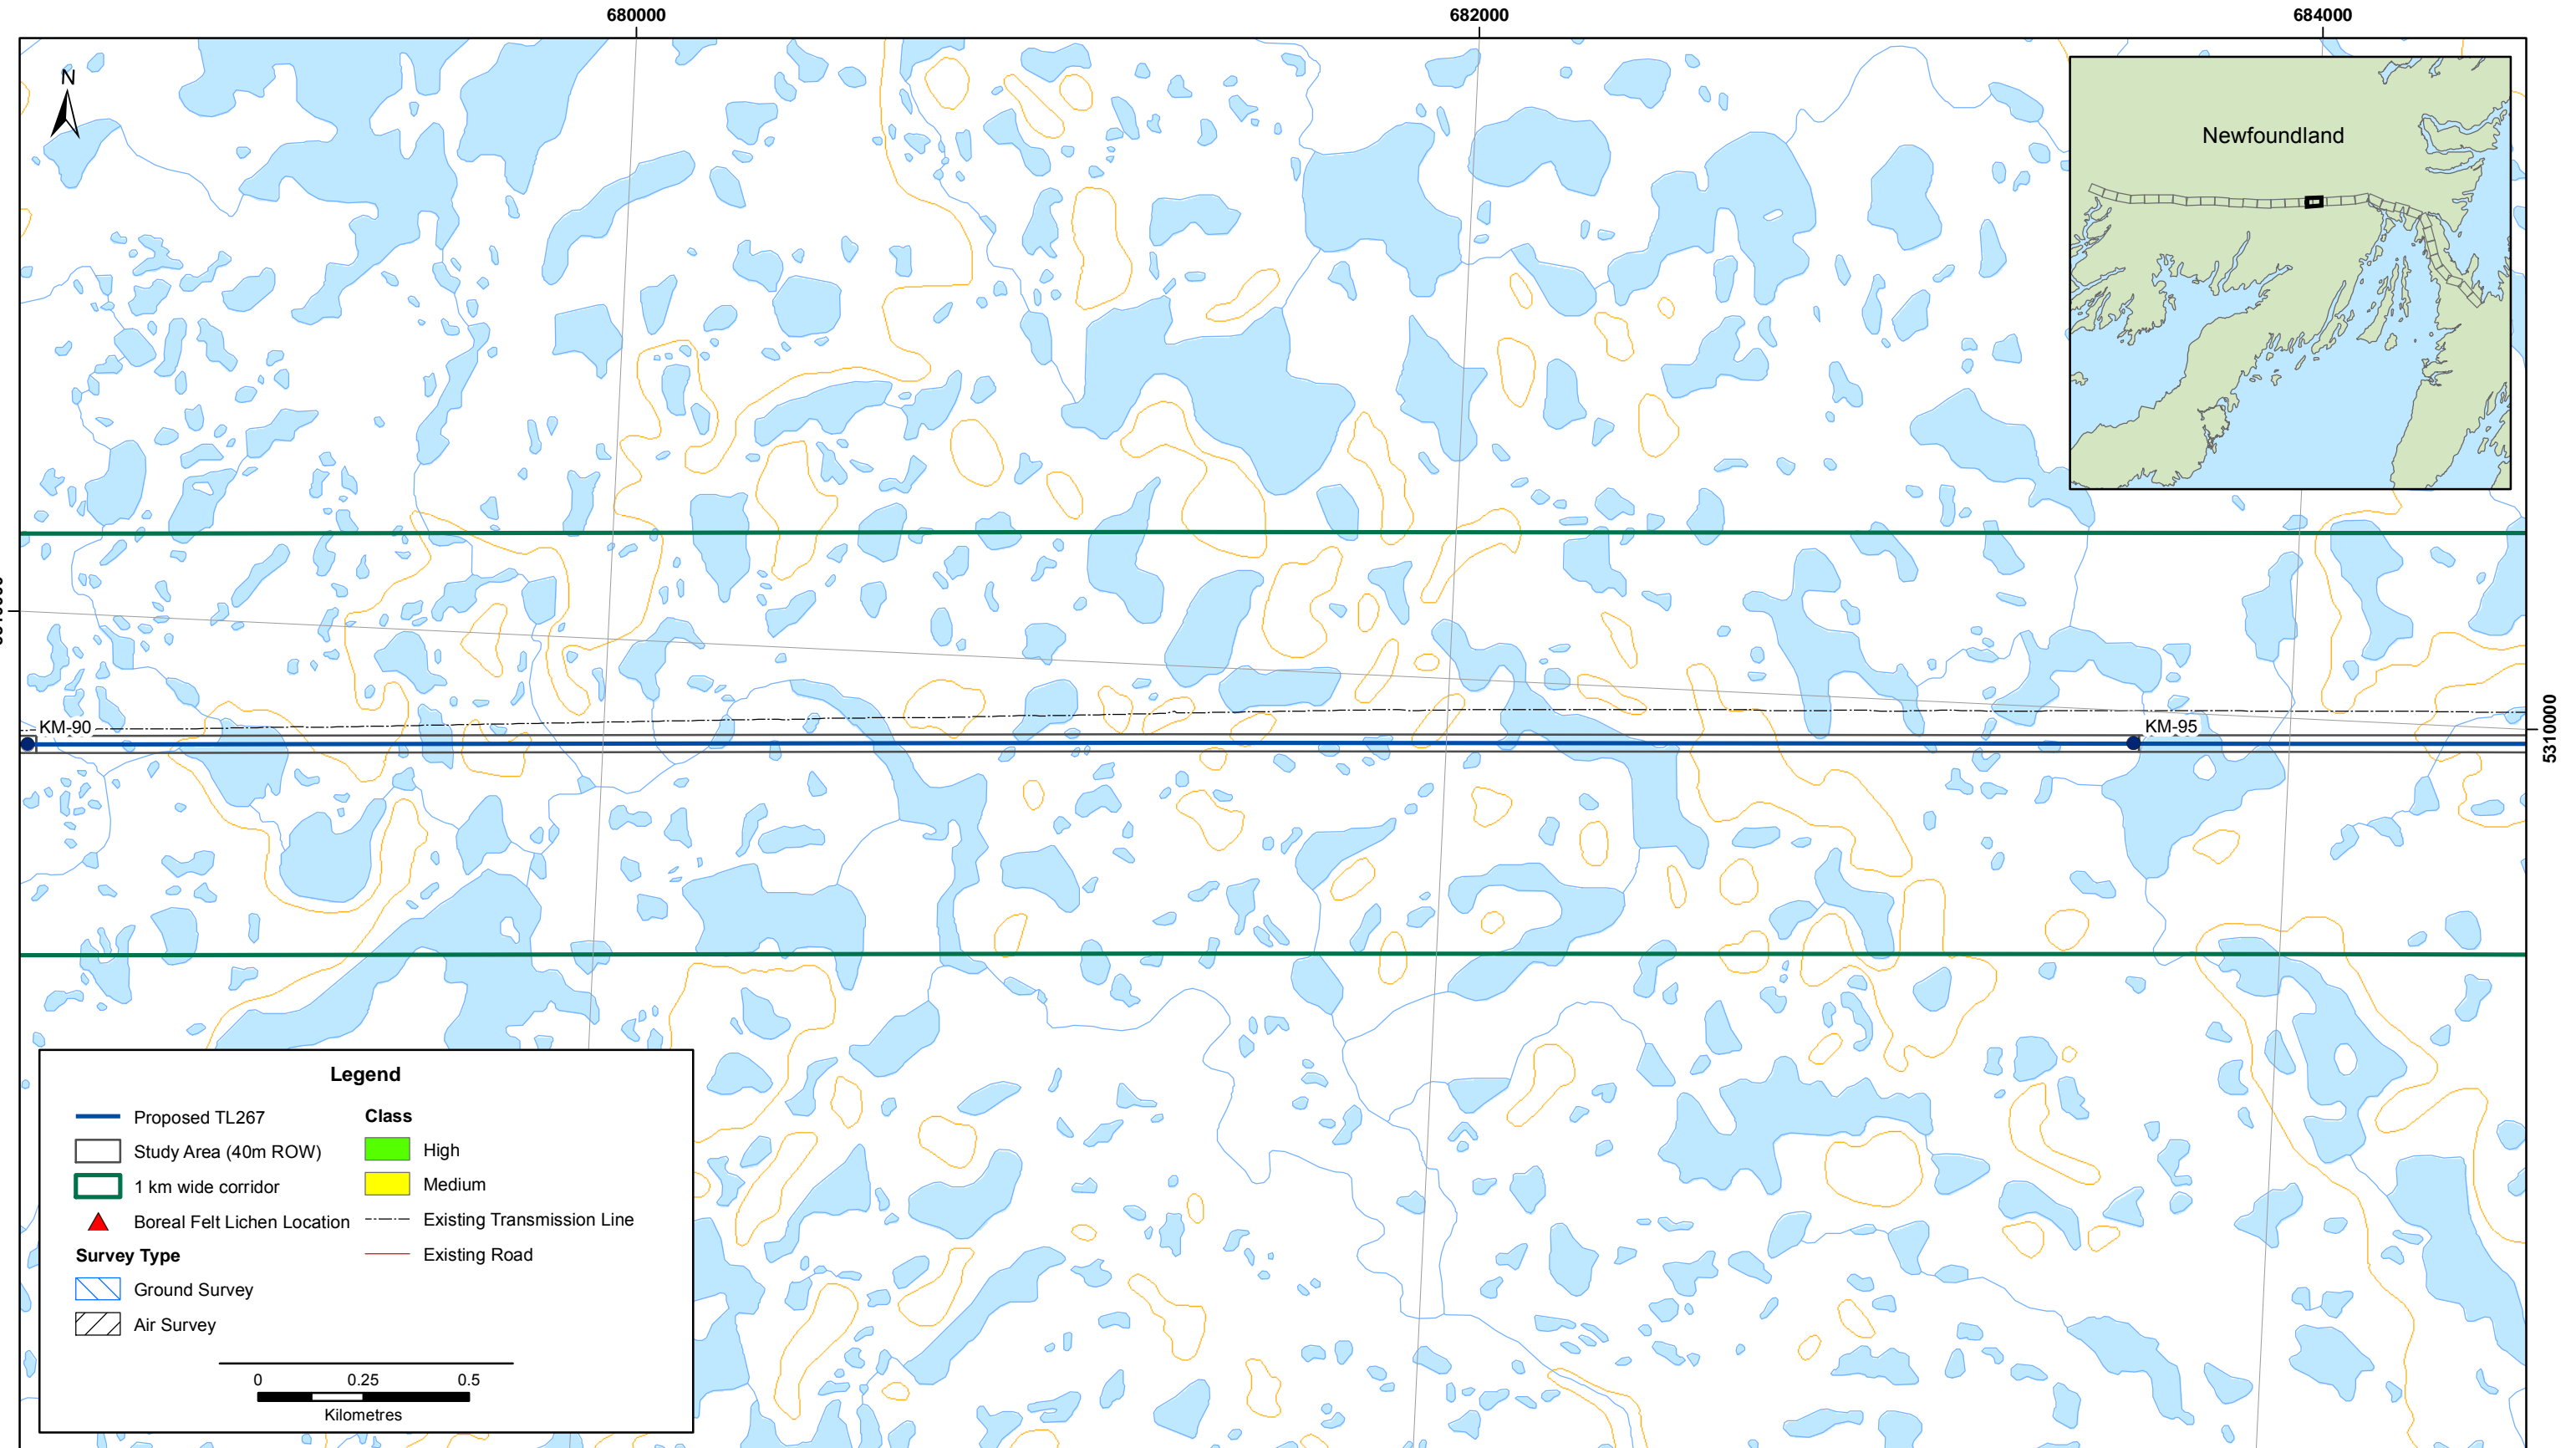 680000
682000
684000
N
Newfoundland
KM-90
KM-95
5310000
Legend
Proposed TL267
Study Area (40m ROW)
1 km wide corridor
Boreal Felt Lichen Location
Survey Type
Ground Survey
Air Survey
Class
High
Medium
Existing Transmission Line
Existing Road
0 0.25 0.5
Kilometres